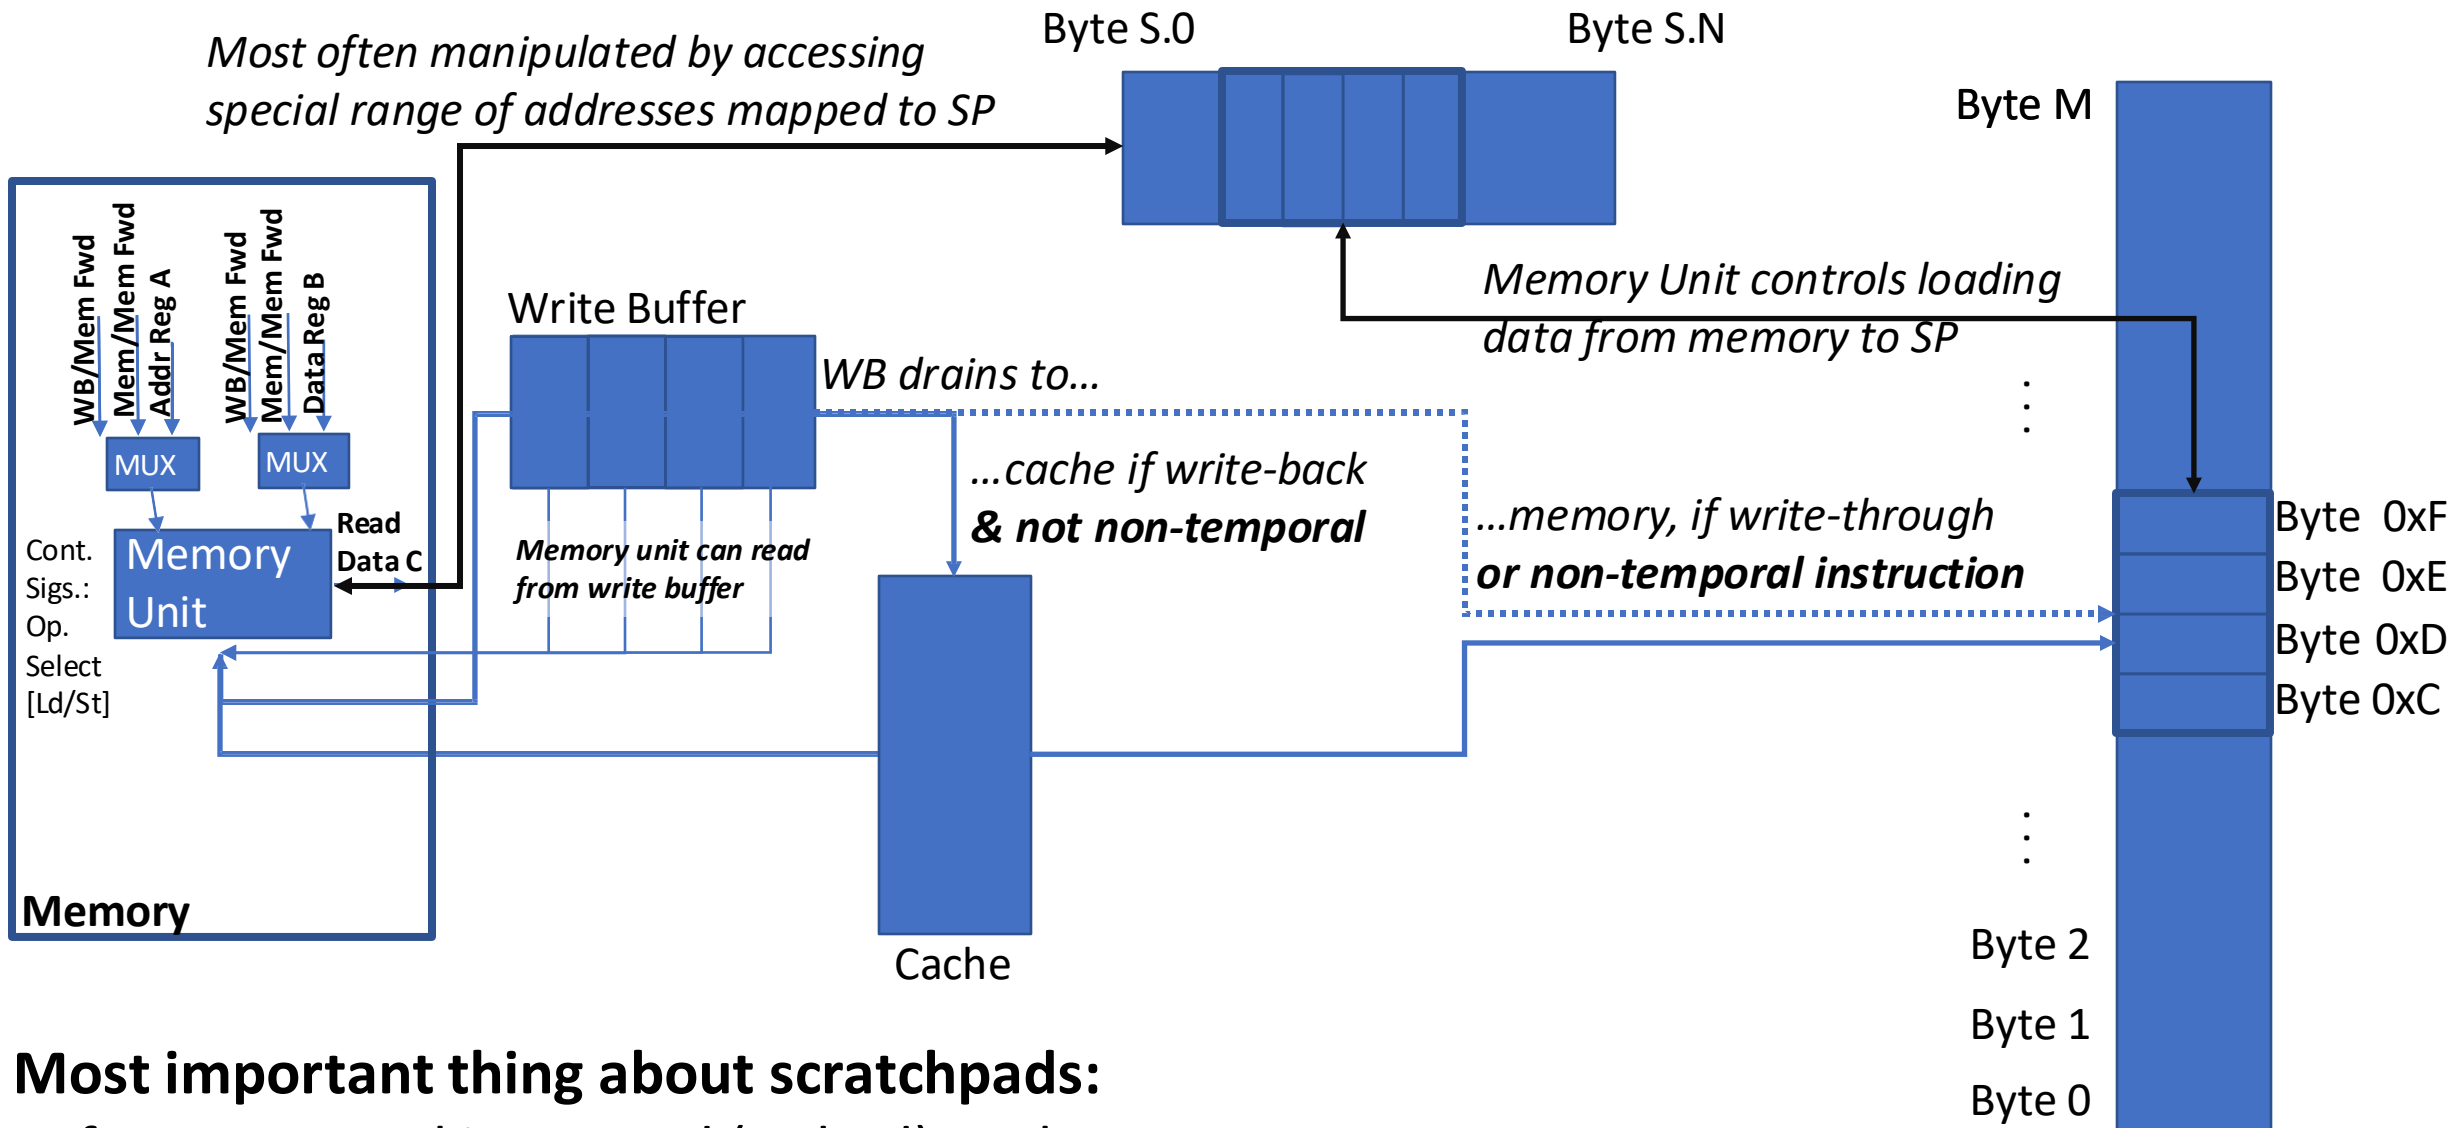 Byte S.0
Byte S.N
Most often manipulated by accessing
special range of addresses mapped to SP
Byte M
WB/Mem Fwd
Mem/Mem Fwd
Addr Reg A
WB/Mem Fwd
Mem/Mem Fwd
Data Reg B
Write Buffer
Memory Unit controls loading
data from memory to SP
WB drains to...
MUX
MUX
...cache if write-back
& not non-temporal
...memory, if write-through
or non-temporal instruction
Read
Data C
Cont.
Sigs.:
Op.
Select
[Ld/St]
Memory
Unit
Memory unit can read
from write buffer
Byte 0xF
Byte 0xE
Byte 0xD
Byte 0xC
⋮
⋮
Memory
Cache
Byte 2
Byte 1
Byte 0
Most important thing about scratchpads: